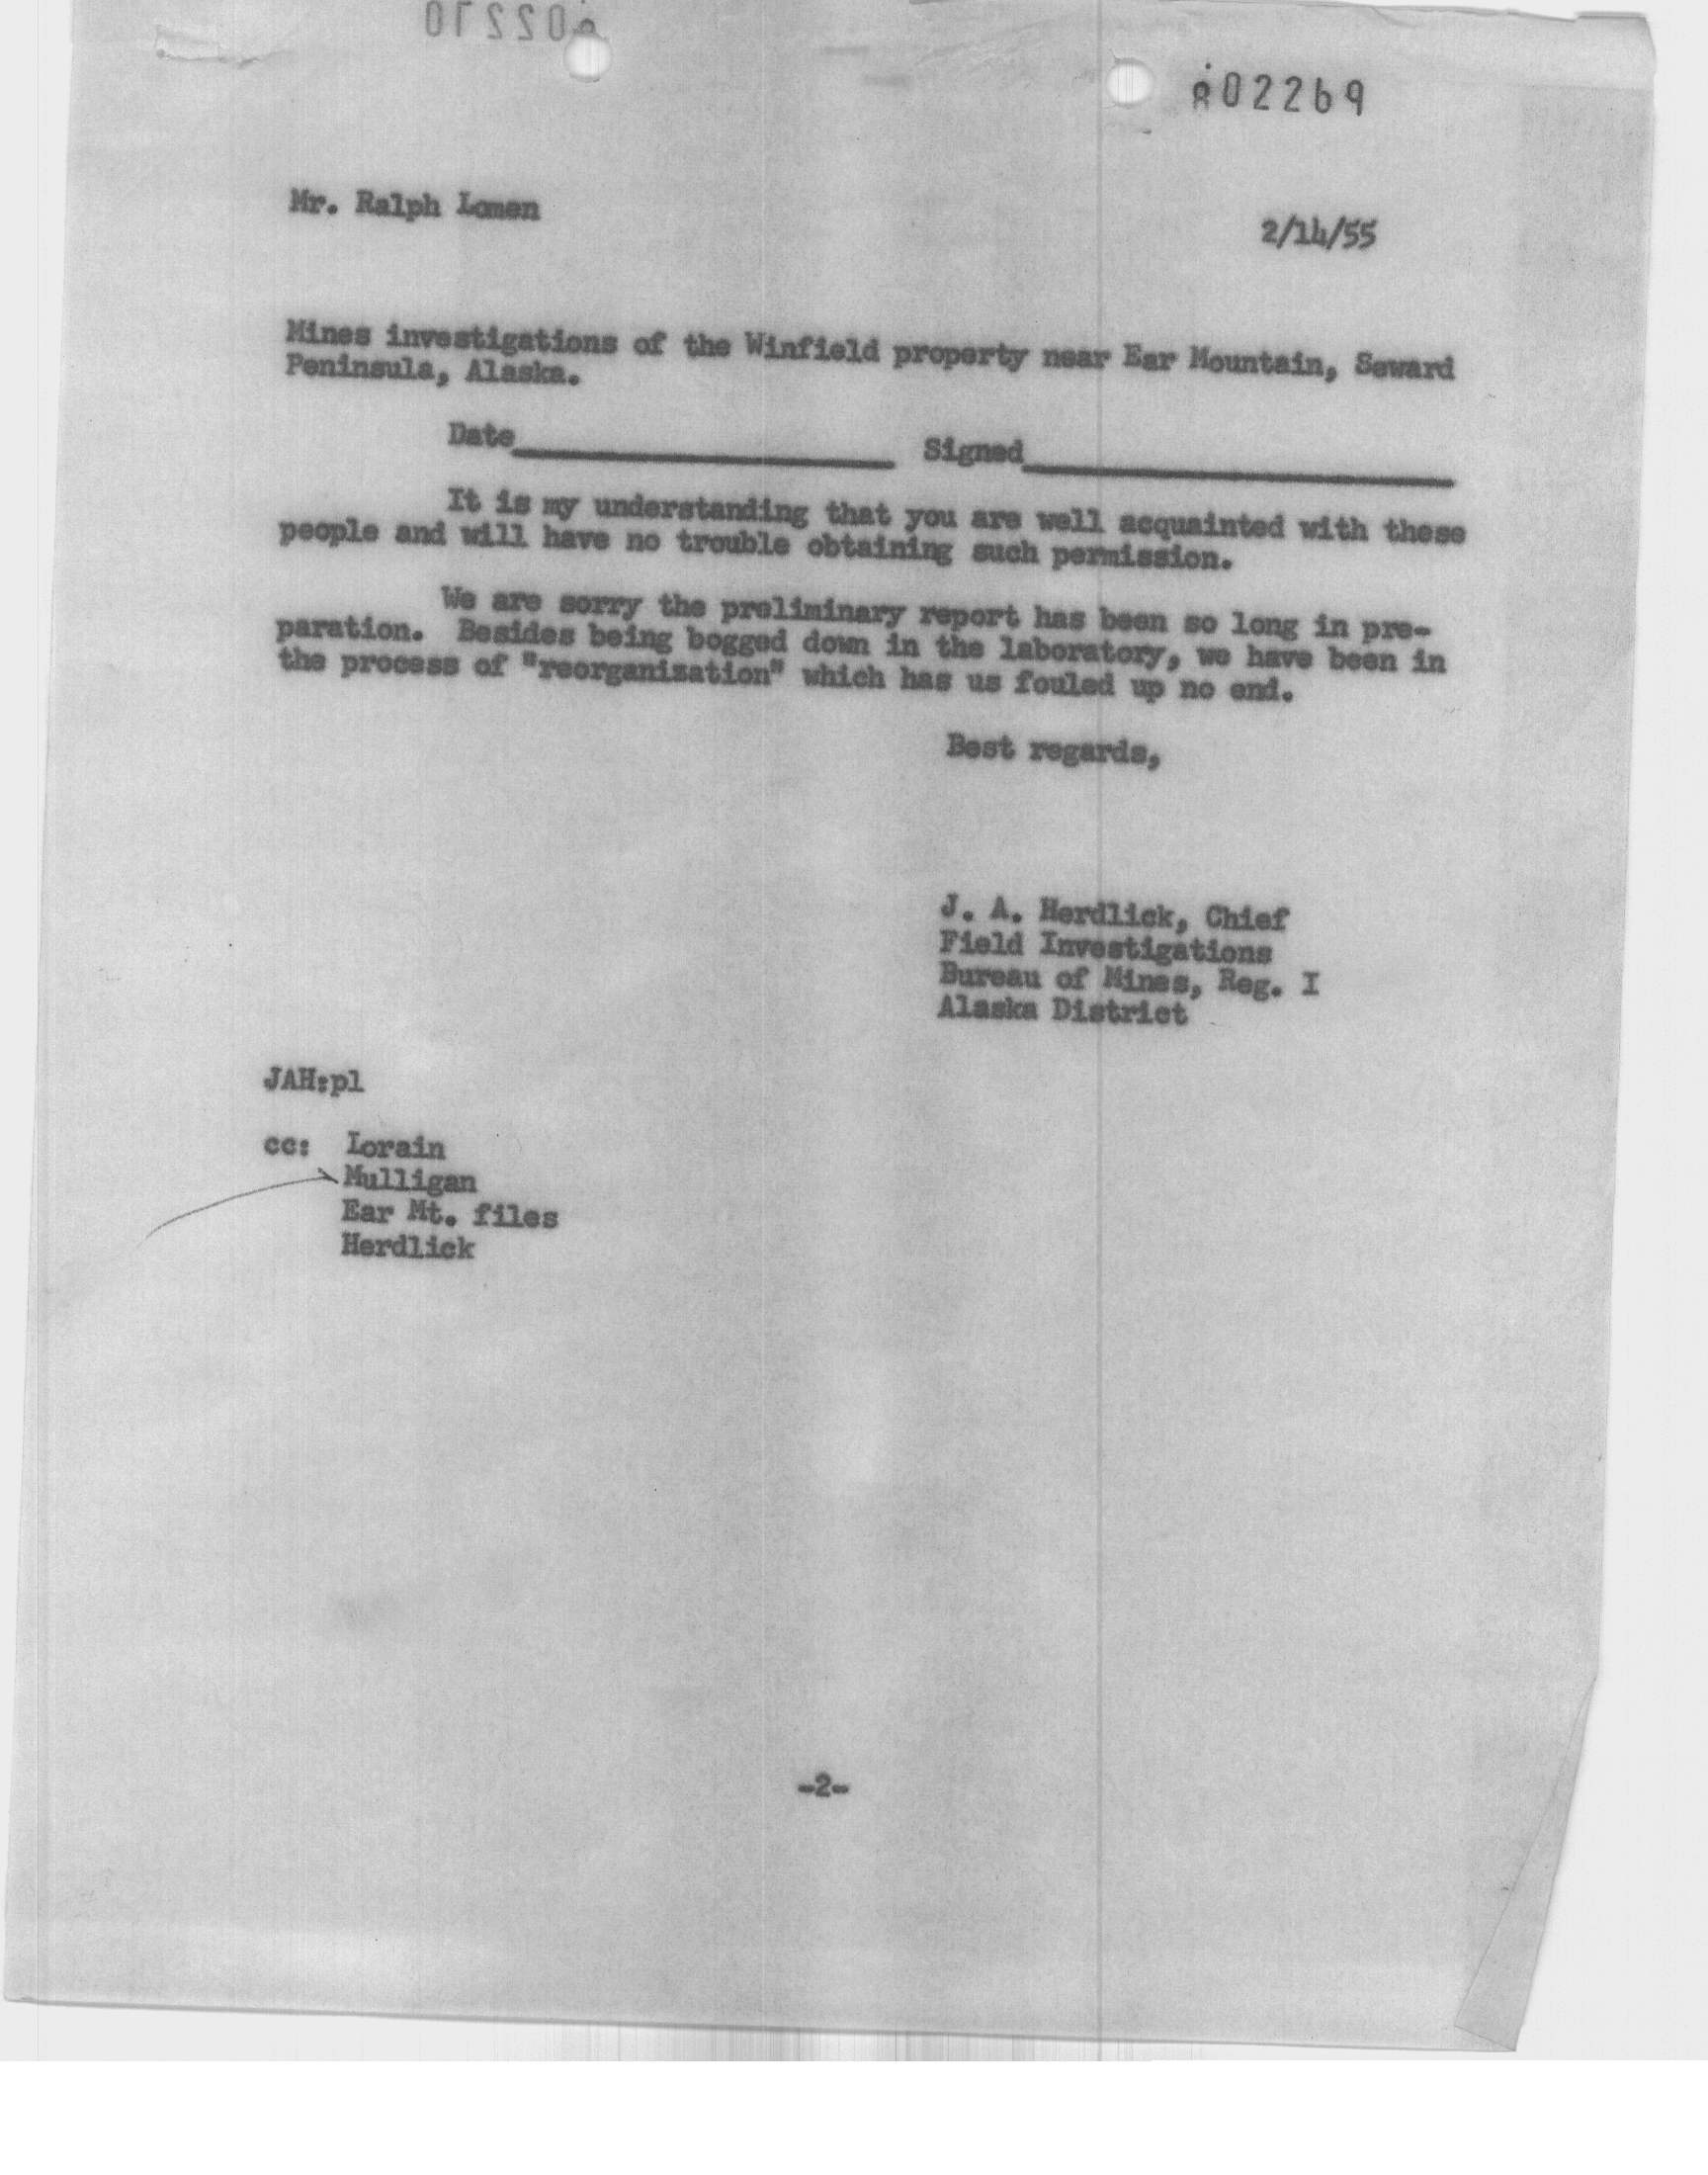 02269
Mr. Ralph Lomen
2/14/55
Mines investigations of the Winfield property near Ear Mountain, Seward
Peninsula, Alaska.
Date Signed
It is my understanding that you are well acquainted with these
people and will have no trouble obtaining such permission.
We are sorry the preliminary report has been so long in pre-
paration. Besides being bogged down in the laboratory, we have been in
the process of "reorganization" which has us fouled up no end.
Best regards,
J. A. Herdlick, Chief
Field Investigations
Bureau of Mines, Reg. I
Alaska District
JAH:pl
cc: Lorain
Mulligan
Ear Mt. files
Herdlick
-2-